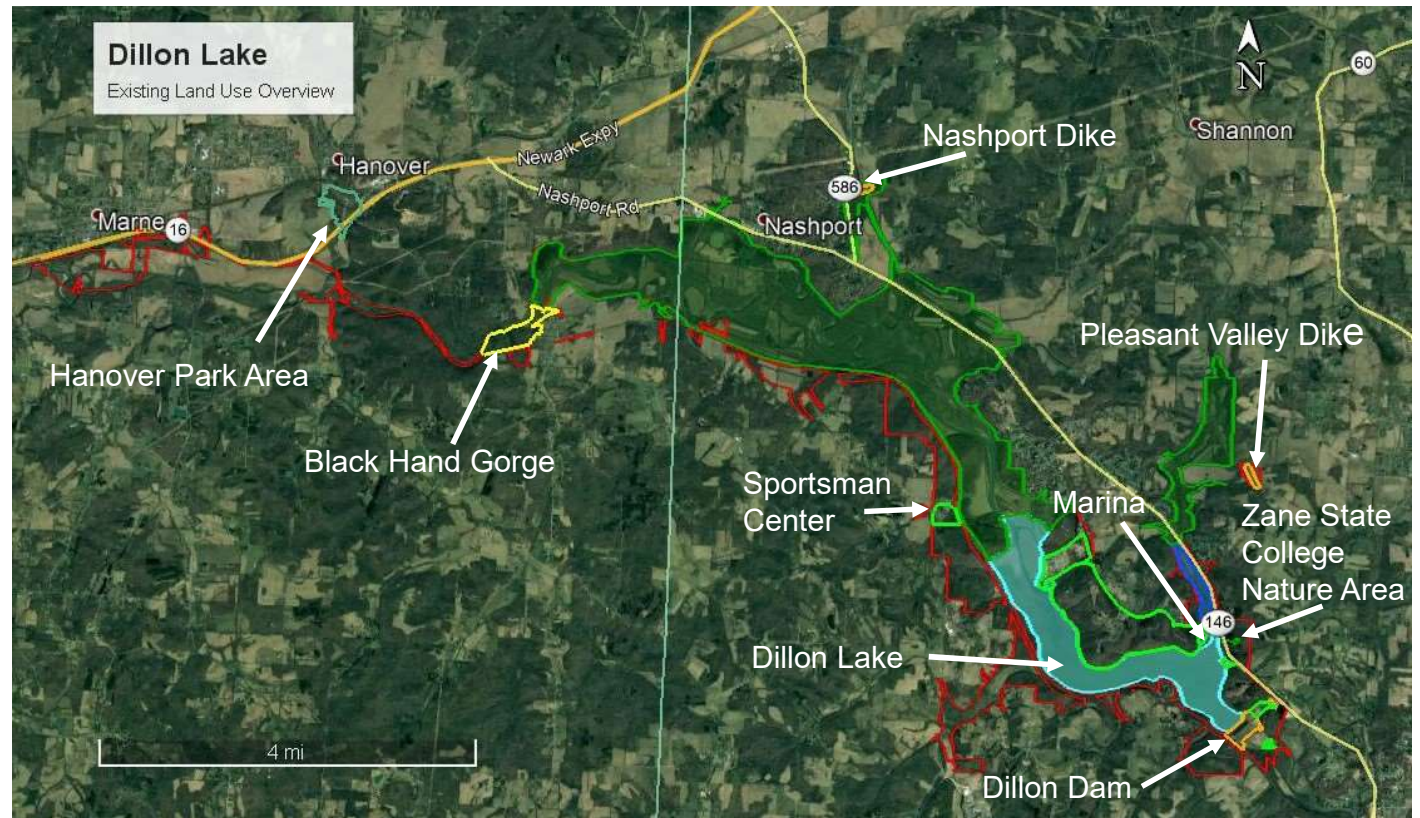 Dillon Lake
Existing Land Use Overview
N
60
Shannon
Nashport Dike
Newark Expy
Hanover
586
Nashport Rd
Marne
16
Nashport
Pleasant Valley Dike
Hanover Park Area
Black Hand Gorge
Sportsman
Center
Marina
Zane State
College
Nature Area
146
Dillon Lake
4 mi
Dillon Dam